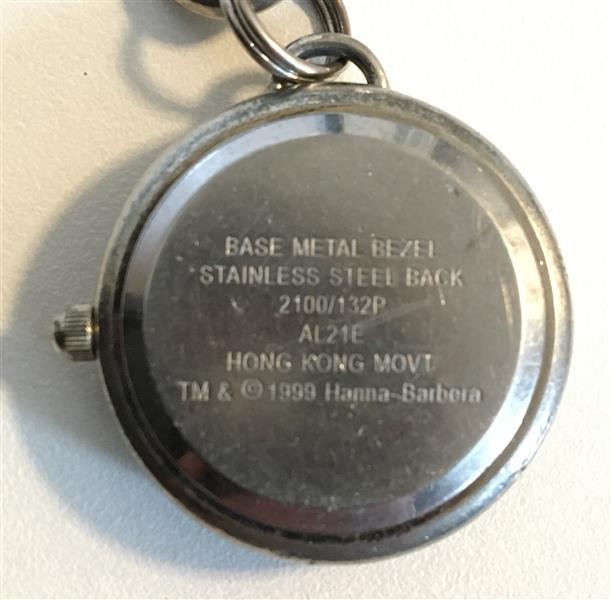 BASE METAL BEZEL
STAINLESS STEEL BACK
2100/132P
AL21E
HONG KONG MOVT
TM & © 1999 Hanna-Barbera